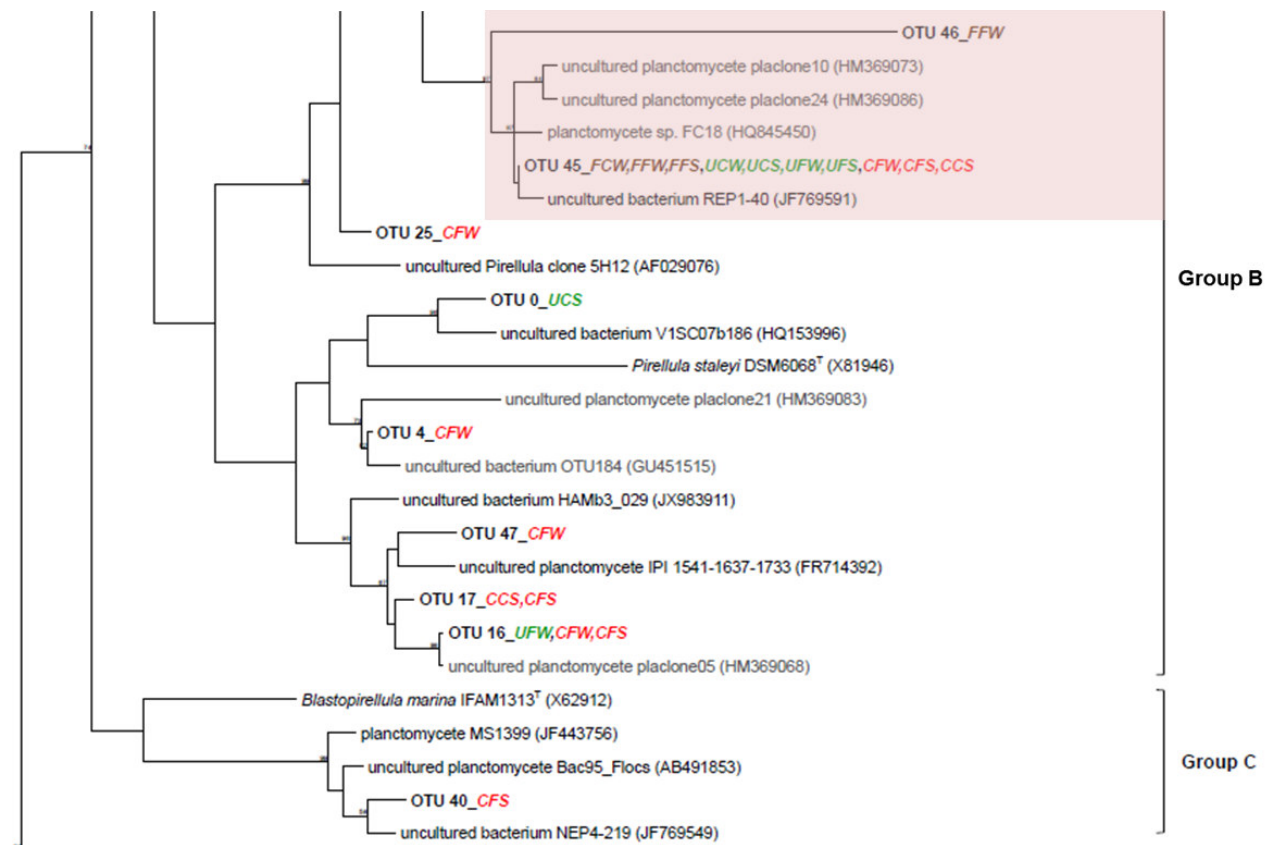 OTU 46_FFW
uncultured planctomycete placlone10 (HM369073)
uncultured planctomycete placlone24 (HM369086)
planctomycete sp. FC18 (HQ845450)
OTU 45_FCW,FFW,FFS,UCW,UCS,UFW,UFS,CFW,CFS,CCS
uncultured bacterium REP1-40 (JF769591)
OTU 25_CFW
uncultured Pirellula clone 5H12 (AF029076)
Group B
OTU 0_UCS
uncultured bacterium V1SC07b186 (HQ153996)
Pirellula staleyi DSM6068ᵀ (X81946)
uncultured planctomycete placlone21 (HM369083)
OTU 4_CFW
uncultured bacterium OTU184 (GU451515)
uncultured bacterium HAMb3_029 (JX983911)
OTU 47_CFW
uncultured planctomycete IPI 1541-1637-1733 (FR714392)
OTU 17_CCS,CFS
OTU 16_UFW,CFW,CFS
uncultured planctomycete placlone05 (HM369068)
Blastopirellula marina IFAM1313ᵀ (X62912)
planctomycete MS1399 (JF443756)
uncultured planctomycete Bac95_Flocs (AB491853)
Group C
OTU 40_CFS
uncultured bacterium NEP4-219 (JF769549)